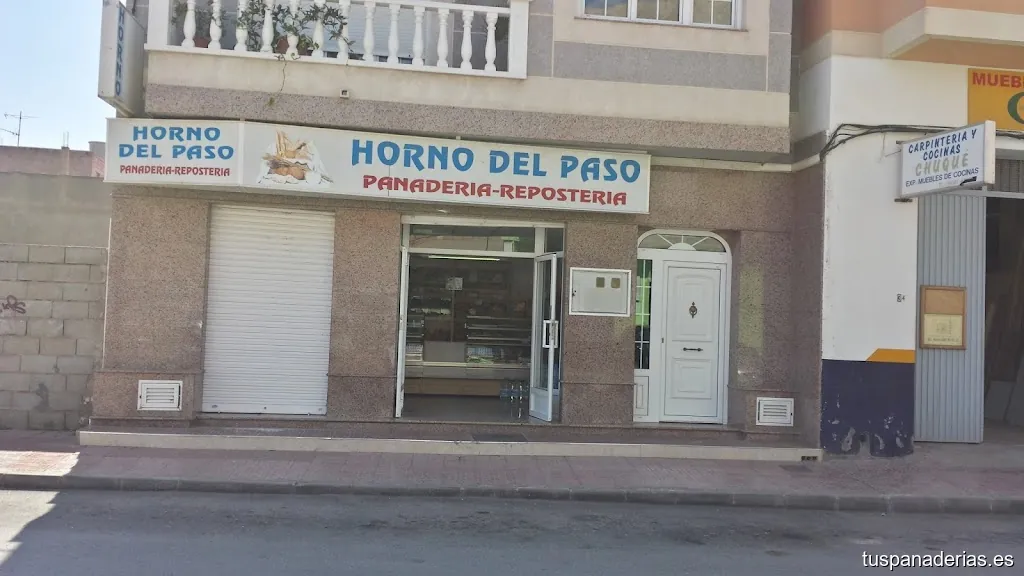 HORNO
HORNO
DEL PASO
PANADERIA-REPOSTERIA
HORNO DEL PASO
PANADERIA-REPOSTERIA
MUEB
CARPINTERIA Y
COCINAS
CHUQUE
EXP. MUEBLES DE COCINAS
tuspanaderias.es